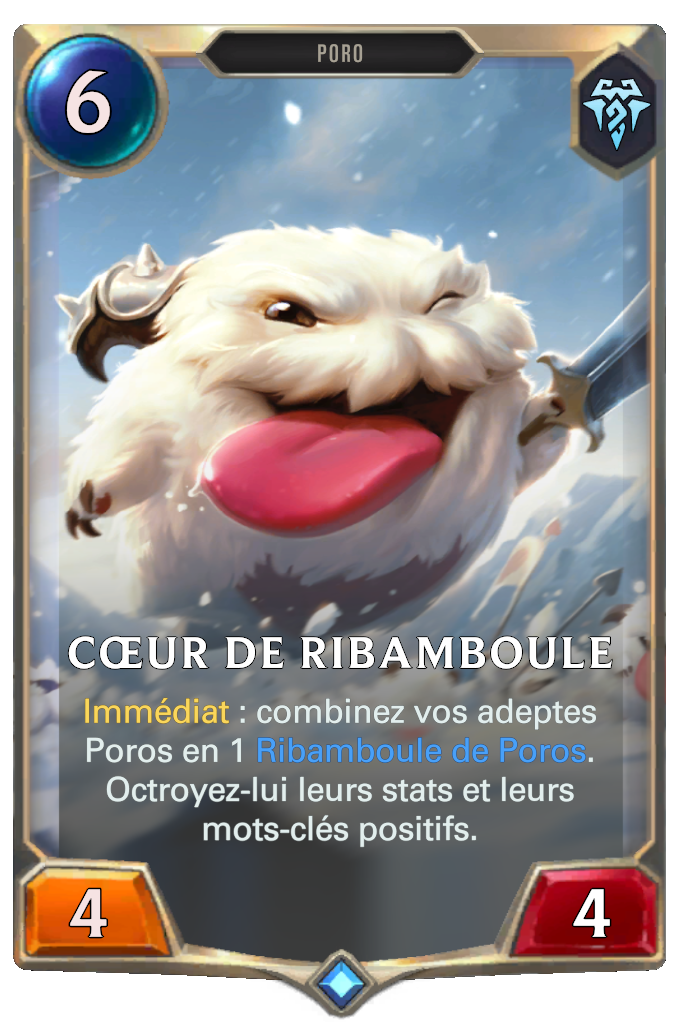 6
PORO
CŒUR DE RIBAMBOULE
Immédiat : combinez vos adeptes
Poros en 1 Ribamboule de Poros.
Octroyez-lui leurs stats et leurs
mots-clés positifs.
4
4